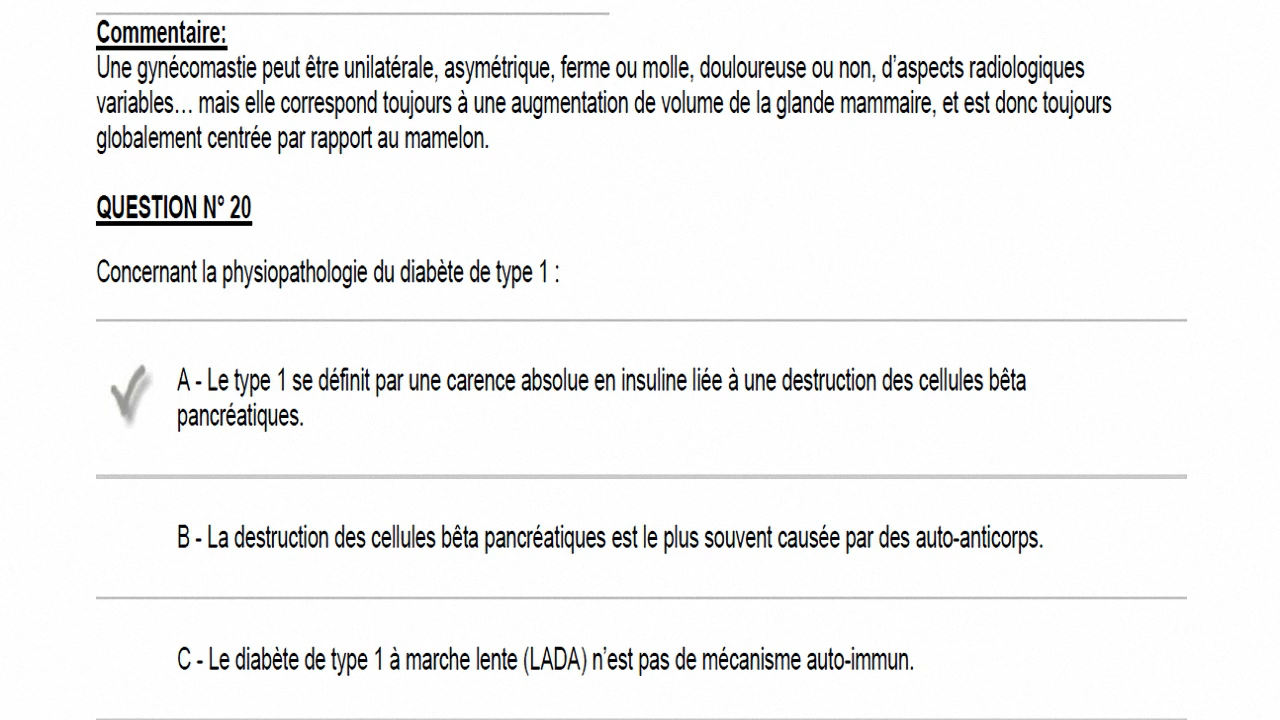 Commentaire:
Une gynécomastie peut être unilatérale, asymétrique, ferme ou molle, douloureuse ou non, d’aspects radiologiques
variables… mais elle correspond toujours à une augmentation de volume de la glande mammaire, et est donc toujours
globalement centrée par rapport au mamelon.
QUESTION N° 20
Concernant la physiopathologie du diabète de type 1 :
A - Le type 1 se définit par une carence absolue en insuline liée à une destruction des cellules bêta
pancréatiques.
B - La destruction des cellules bêta pancréatiques est le plus souvent causée par des auto-anticorps.
C - Le diabète de type 1 à marche lente (LADA) n’est pas de mécanisme auto-immun.